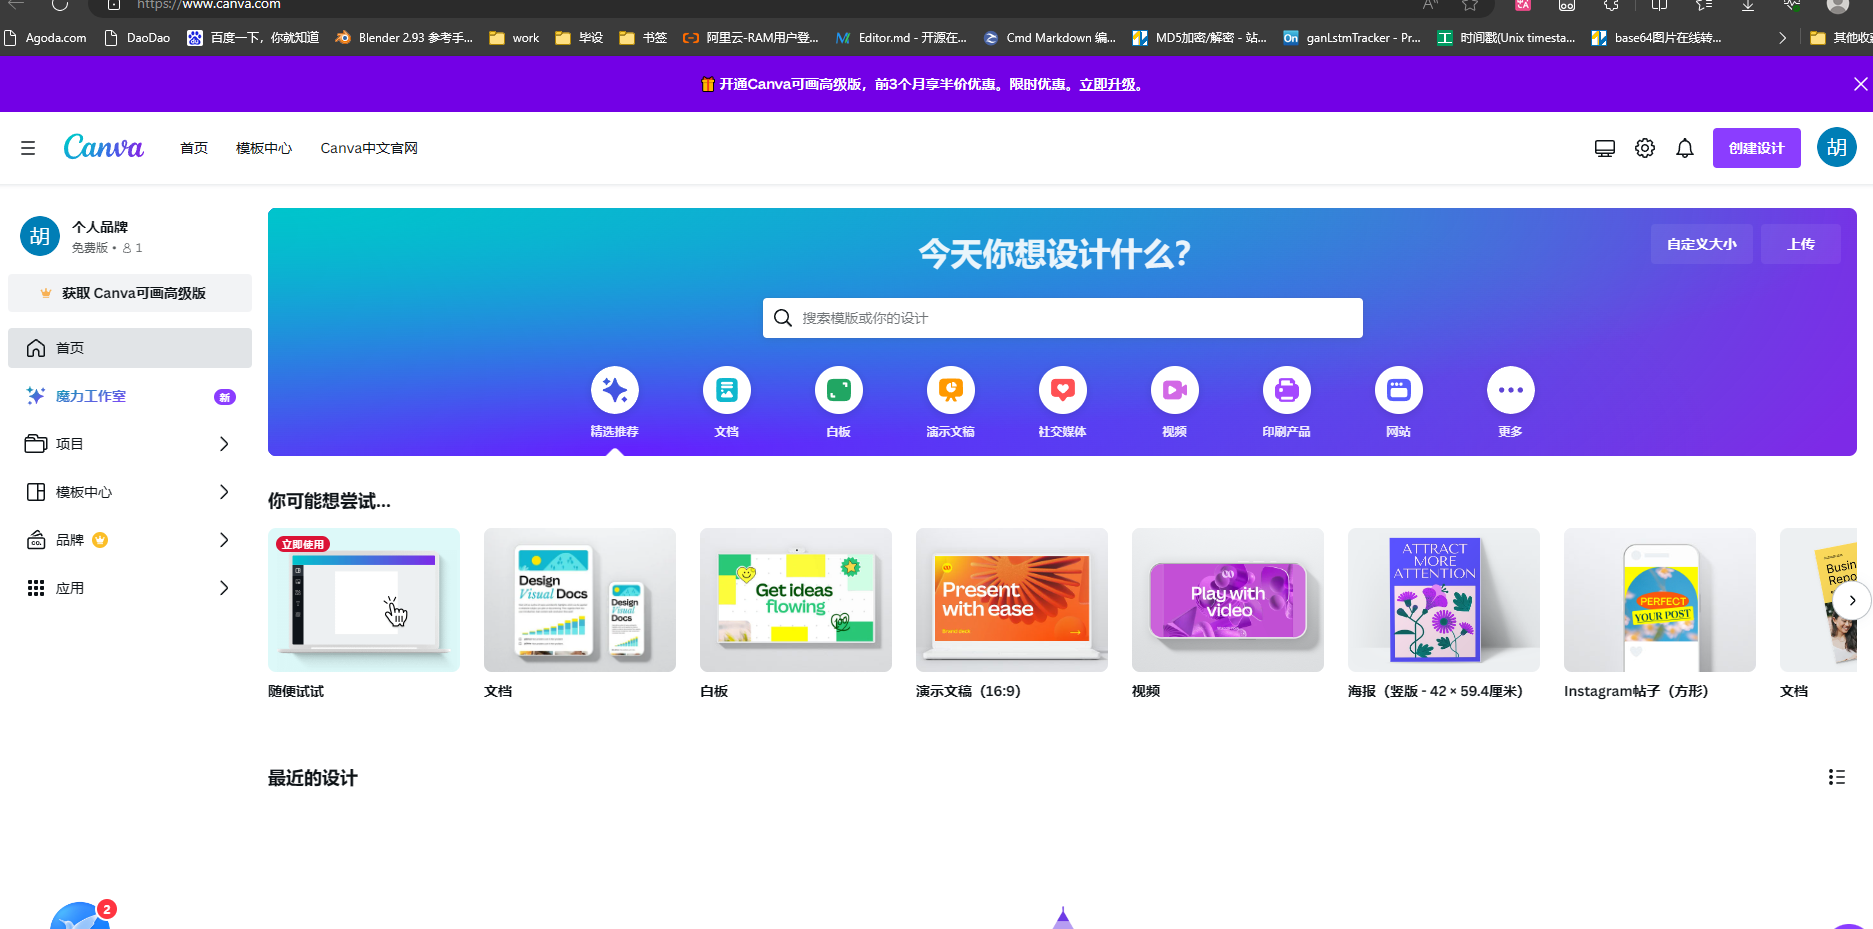 https://www.canva.com
Agoda.com
DaoDao
百度一下，你就知道
Blender 2.93 参考手...
work
毕设
书签
阿里云-RAM用户登...
Editor.md - 开源在...
Cmd Markdown 编...
MD5加密/解密 - 站...
ganLstmTracker - Pr...
时间戳(Unix timesta...
base64图片在线转...
其他收
开通Canva可画高级版，前3个月享半价优惠。限时优惠。立即升级。
Canva
首页
模板中心
Canva中文官网
创建设计
胡
胡
个人品牌
免费版 • 1
获取 Canva可画高级版
首页
魔力工作室
新
项目
模板中心
品牌
应用
今天你想设计什么？
自定义大小
上传
搜索模版或你的设计
精选推荐
文档
白板
演示文稿
社交媒体
视频
印刷产品
网站
更多
你可能想尝试...
立即使用
Design
Visual Docs
Design
Visual
Docs
Get ideas
flowing
100
Present
with ease
Brand deck
Play with
video
ATTRACT
MORE
ATTENTION
PERFECT
YOUR POST
Busin
Repo
随便试试
文档
白板
演示文稿（16:9）
视频
海报（竖版 - 42 × 59.4厘米）
Instagram帖子（方形）
文档
最近的设计
2